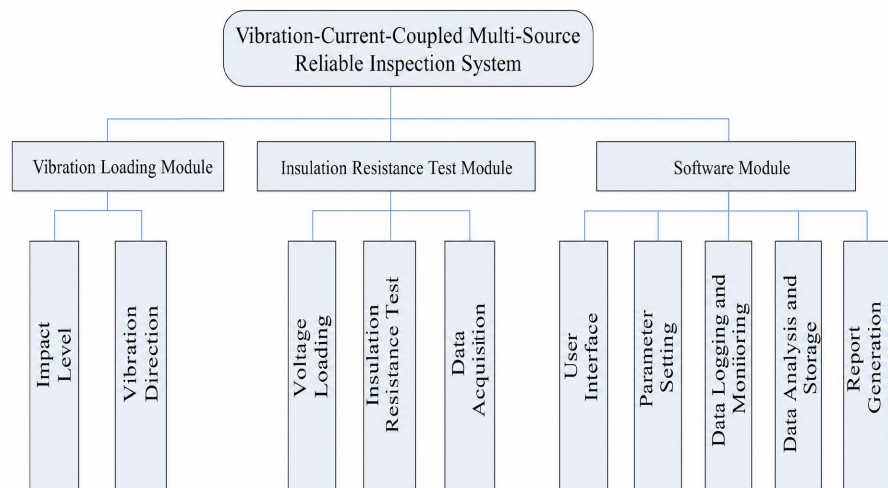 Vibration-Current-Coupled Multi-Source
Reliable Inspection System
Vibration Loading Module
Insulation Resistance Test Module
Software Module
Impact
Level
Vibration
Direction
Voltage
Loading
Insulation
Resistance Test
Data
Acquisition
User
Interface
Parameter
Setting
Data Logging and
Moniioring
Data Analysis and
Storage
Report
Generation